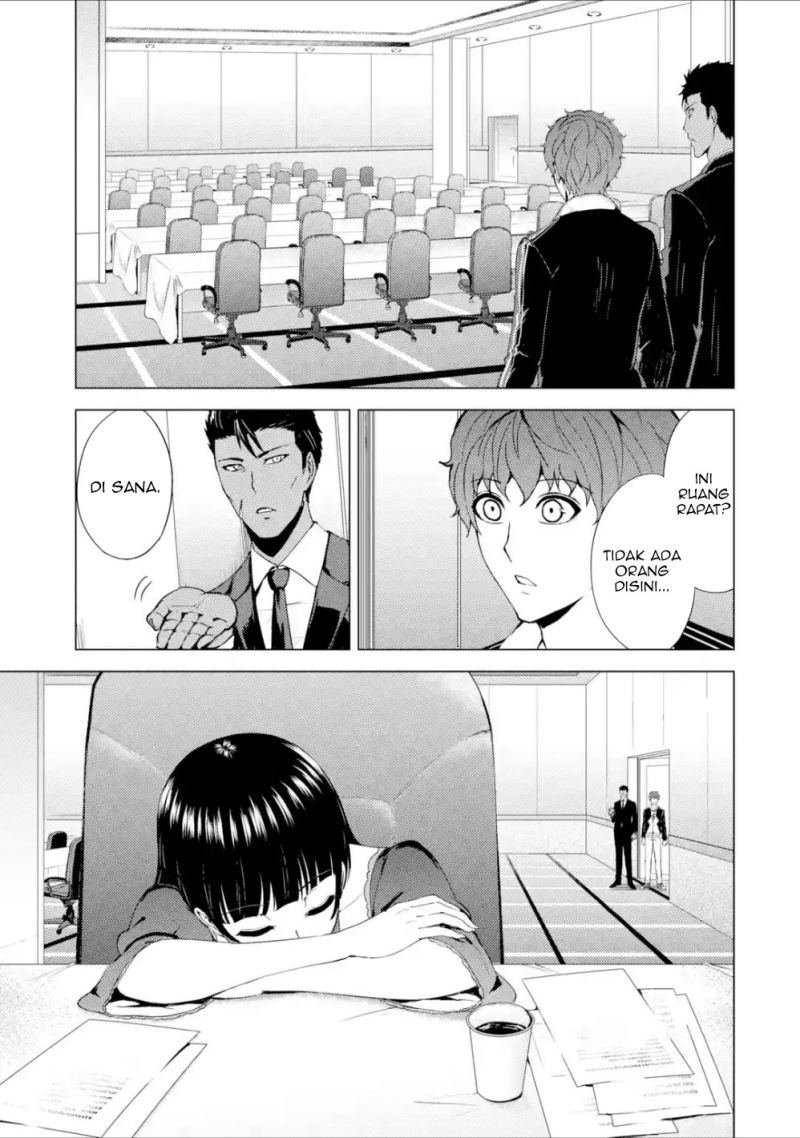 INI
RUANG
RAPAT?
TIDAK ADA
ORANG
DISINI...
DI SANA.